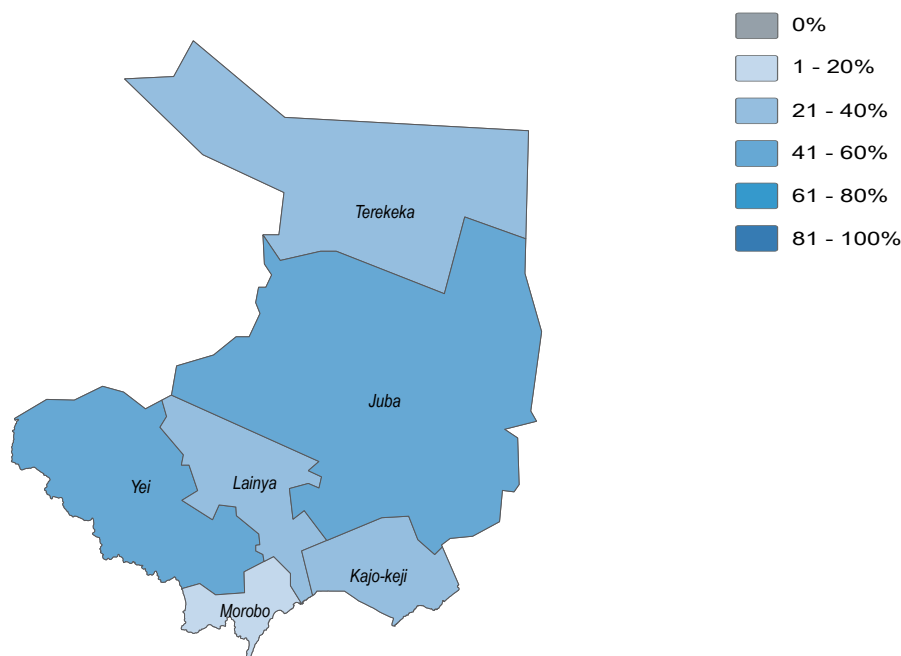 0%
1 - 20%
21 - 40%
41 - 60%
61 - 80%
81 - 100%
Terekeka
Juba
Yei
Lainya
Kajo-keji
Morobo